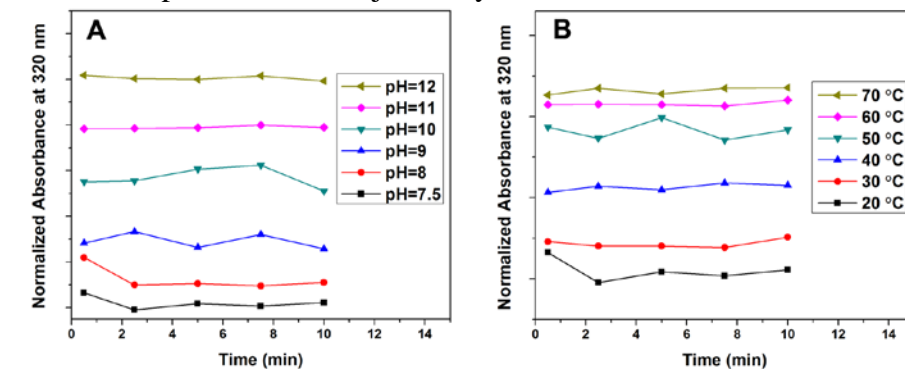 A
Normalized Absorbance at 320 nm
pH=12
pH=11
pH=10
pH=9
pH=8
pH=7.5
0 2 4 6 8 10 12 14
Time (min)
B
Normalized Absorbance at 320 nm
70 °C
60 °C
50 °C
40 °C
30 °C
20 °C
0 2 4 6 8 10 12 14
Time (min)